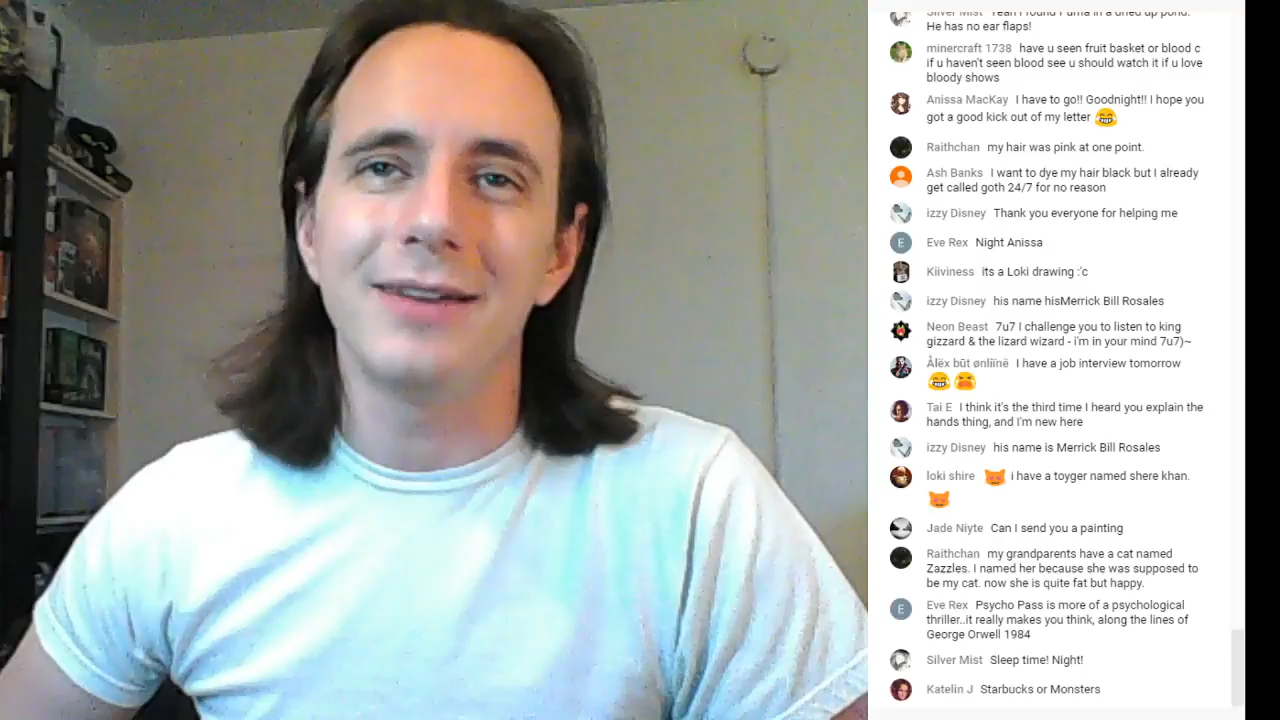 He has no ear flaps!
minercraft 1738 have u seen fruit basket or blood c
if u haven't seen blood see u should watch it if u love
bloody shows
Anissa MacKay I have to go!! Goodnight!! I hope you
got a good kick out of my letter 😂
Raithchan my hair was pink at one point.
Ash Banks I want to dye my hair black but I already
get called goth 24/7 for no reason
izzy Disney Thank you everyone for helping me
E Eve Rex Night Anissa
Kiiviness its a Loki drawing :'c
izzy Disney his name hisMerrick Bill Rosales
Neon Beast 7u7 I challenge you to listen to king
gizzard & the lizard wizard - i'm in your mind 7u7)~
I have a job interview tomorrow
Tai E I think it's the third time I heard you explain the
hands thing, and i'm new here
izzy Disney his name is Merrick Bill Rosales
loki shire i have a toyger named shere khan.
Jade Niyte Can I send you a painting
Raithchan my grandparents have a cat named
Zazzles. I named her because she was supposed to
be my cat. now she is quite fat but happy.
E Eve Rex Psycho Pass is more of a psychological
thriller..it really makes you think, along the lines of
George Orwell 1984
Silver Mist Sleep time! Night!
Katelin J Starbucks or Monsters